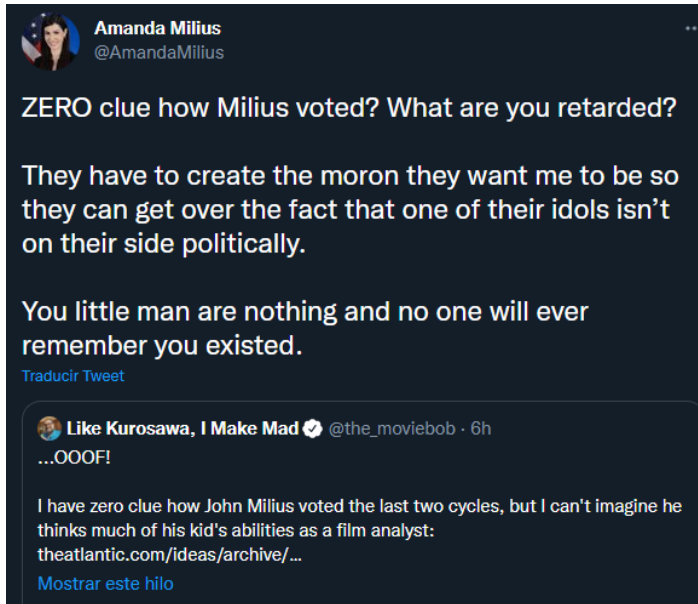 Amanda Milius
@AmandaMilius
ZERO clue how Milius voted? What are you retarded?
They have to create the moron they want me to be so
they can get over the fact that one of their idols isn’t
on their side politically.
You little man are nothing and no one will ever
remember you existed.
Traducir Tweet
Like Kurosawa, I Make Mad @the_moviebob · 6h
...OOOF!
I have zero clue how John Milius voted the last two cycles, but I can't imagine he
thinks much of his kid's abilities as a film analyst:
theatlantic.com/ideas/archive/...
Mostrar este hilo